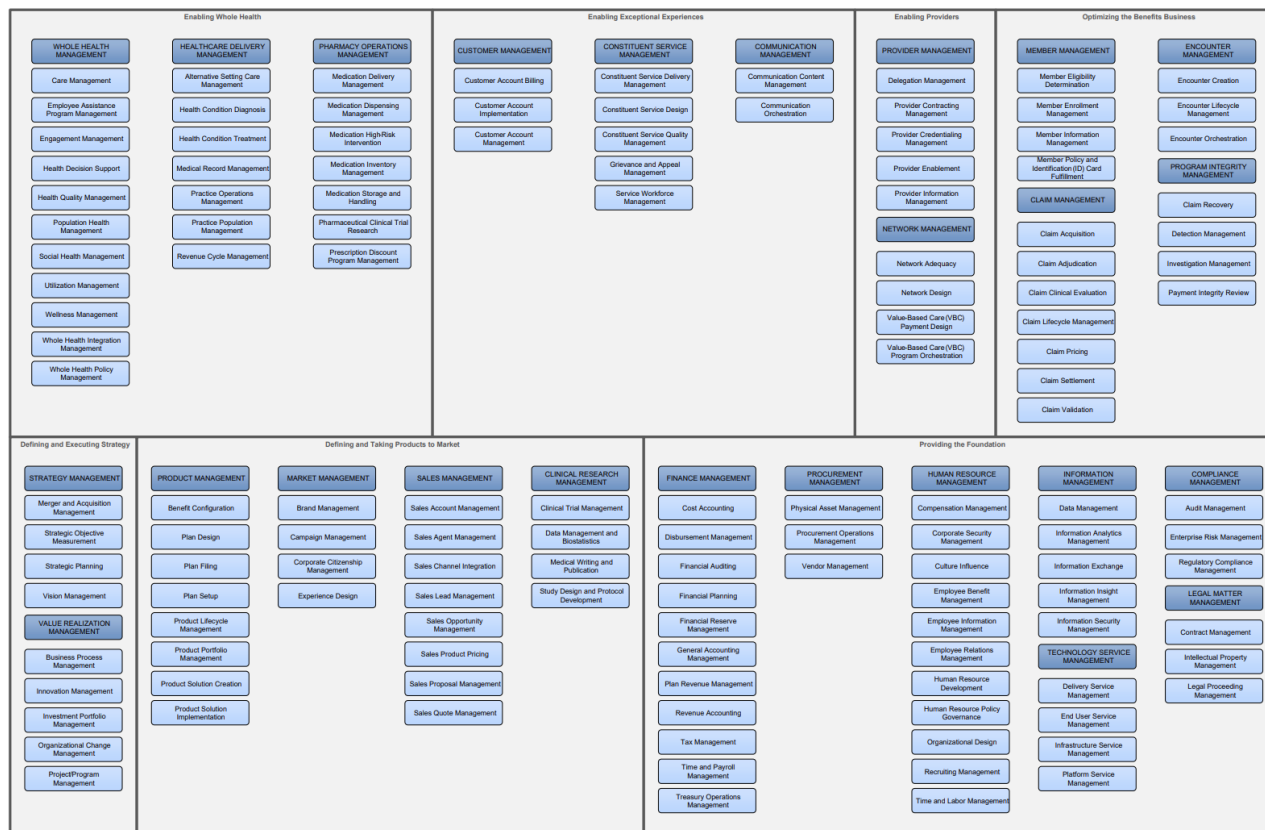 Enabling Whole Health
WHOLE HEALTH
MANAGEMENT
Care Management
Employee Assistance
Program Management
Engagement Management
Health Decision Support
Health Quality Management
Population Health
Management
Social Health Management
Utilization Management
Wellness Management
Whole Health Integration
Management
Whole Health Policy
Management
HEALTHCARE DELIVERY
MANAGEMENT
Alternative Setting Care
Management
Health Condition Diagnosis
Health Condition Treatment
Medical Record Management
Practice Operations
Management
Practice Population
Management
Revenue Cycle Management
PHARMACY OPERATIONS
MANAGEMENT
Medication Delivery
Management
Medication Dispensing
Management
Medication High-Risk
Intervention
Medication Inventory
Management
Medication Storage and
Handling
Pharmaceutical Clinical Trial
Research
Prescription Discount
Program Management
Enabling Exceptional Experiences
CUSTOMER MANAGEMENT
Customer Account Billing
Customer Account
Implementation
Customer Account
Management
CONSTITUENT SERVICE
MANAGEMENT
Constituent Service Delivery
Management
Constituent Service Design
Constituent Service Quality
Management
Grievance and Appeal
Management
Service Workforce
Management
COMMUNICATION
MANAGEMENT
Communication Content
Management
Communication
Orchestration
Enabling Providers
PROVIDER MANAGEMENT
Delegation Management
Provider Contracting
Management
Provider Credentialing
Management
Provider Enablement
Provider Information
Management
NETWORK MANAGEMENT
Network Adequacy
Network Design
Value-Based Care (VBC)
Payment Design
Value-Based Care (VBC)
Program Orchestration
Optimizing the Benefits Business
MEMBER MANAGEMENT
Member Eligibility
Determination
Member Enrollment
Management
Member Information
Management
Member Policy and
Identification (ID) Card
Fulfillment
CLAIM MANAGEMENT
Claim Acquisition
Claim Adjudication
Claim Clinical Evaluation
Claim Lifecycle Management
Claim Pricing
Claim Settlement
Claim Validation
ENCOUNTER
MANAGEMENT
Encounter Creation
Encounter Lifecycle
Management
Encounter Orchestration
PROGRAM INTEGRITY
MANAGEMENT
Claim Recovery
Detection Management
Investigation Management
Payment Integrity Review
Defining and Executing Strategy
STRATEGY MANAGEMENT
Merger and Acquisition
Management
Strategic Objective
Measurement
Strategic Planning
Vision Management
VALUE REALIZATION
MANAGEMENT
Business Process
Management
Innovation Management
Investment Portfolio
Management
Organizational Change
Management
Project/Program
Management
Defining and Taking Products to Market
PRODUCT MANAGEMENT
Benefit Configuration
Plan Design
Plan Filing
Plan Setup
Product Lifecycle
Management
Product Portfolio
Management
Product Solution Creation
Product Solution
Implementation
MARKET MANAGEMENT
Brand Management
Campaign Management
Corporate Citizenship
Management
Experience Design
SALES MANAGEMENT
Sales Account Management
Sales Agent Management
Sales Channel Integration
Sales Lead Management
Sales Opportunity
Management
Sales Product Pricing
Sales Proposal Management
Sales Quote Management
CLINICAL RESEARCH
MANAGEMENT
Clinical Trial Management
Data Management and
Biostatistics
Medical Writing and
Publication
Study Design and Protocol
Development
Providing the Foundation
FINANCE MANAGEMENT
Cost Accounting
Disbursement Management
Financial Auditing
Financial Planning
Financial Reserve
Management
General Accounting
Management
Plan Revenue Management
Revenue Accounting
Tax Management
Time and Payroll
Management
Treasury Operations
Management
PROCUREMENT
MANAGEMENT
Physical Asset Management
Procurement Operations
Management
Vendor Management
HUMAN RESOURCE
MANAGEMENT
Compensation Management
Corporate Security
Management
Culture Influence
Employee Benefit
Management
Employee Information
Management
Employee Relations
Management
Human Resource
Development
Human Resource Policy
Governance
Organizational Design
Recruiting Management
Time and Labor Management
INFORMATION
MANAGEMENT
Data Management
Information Analytics
Management
Information Exchange
Information Insight
Management
Information Security
Management
TECHNOLOGY SERVICE
MANAGEMENT
Delivery Service
Management
End User Service
Management
Infrastructure Service
Management
Platform Service
Management
COMPLIANCE
MANAGEMENT
Audit Management
Enterprise Risk Management
Regulatory Compliance
Management
LEGAL MATTER
MANAGEMENT
Contract Management
Intellectual Property
Management
Legal Proceeding
Management